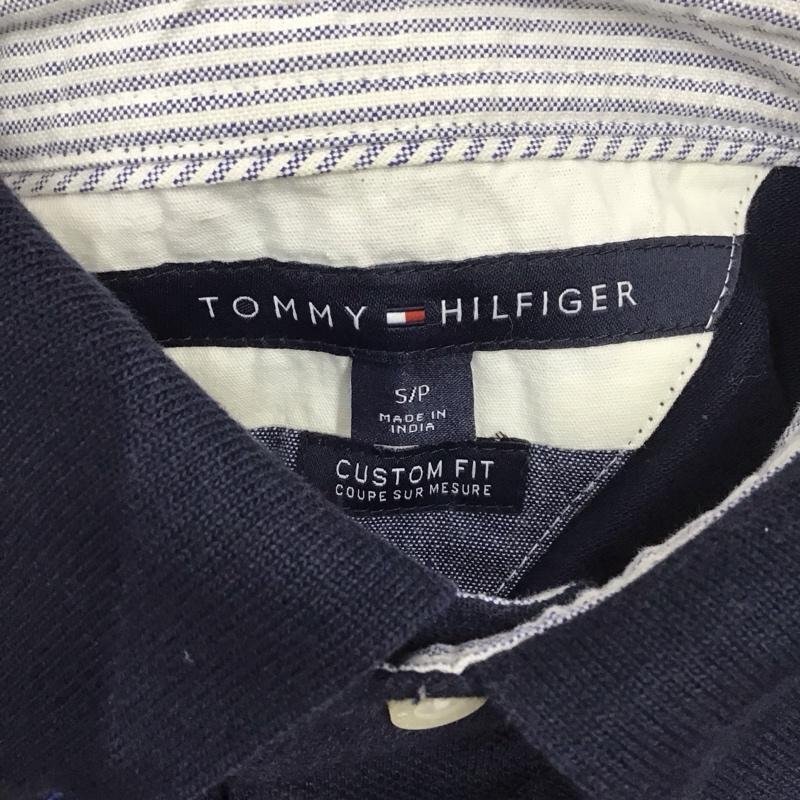 TOMMY HILFIGER
S/P
MADE IN
INDIA
CUSTOM FIT
COUPE SUR MESURE